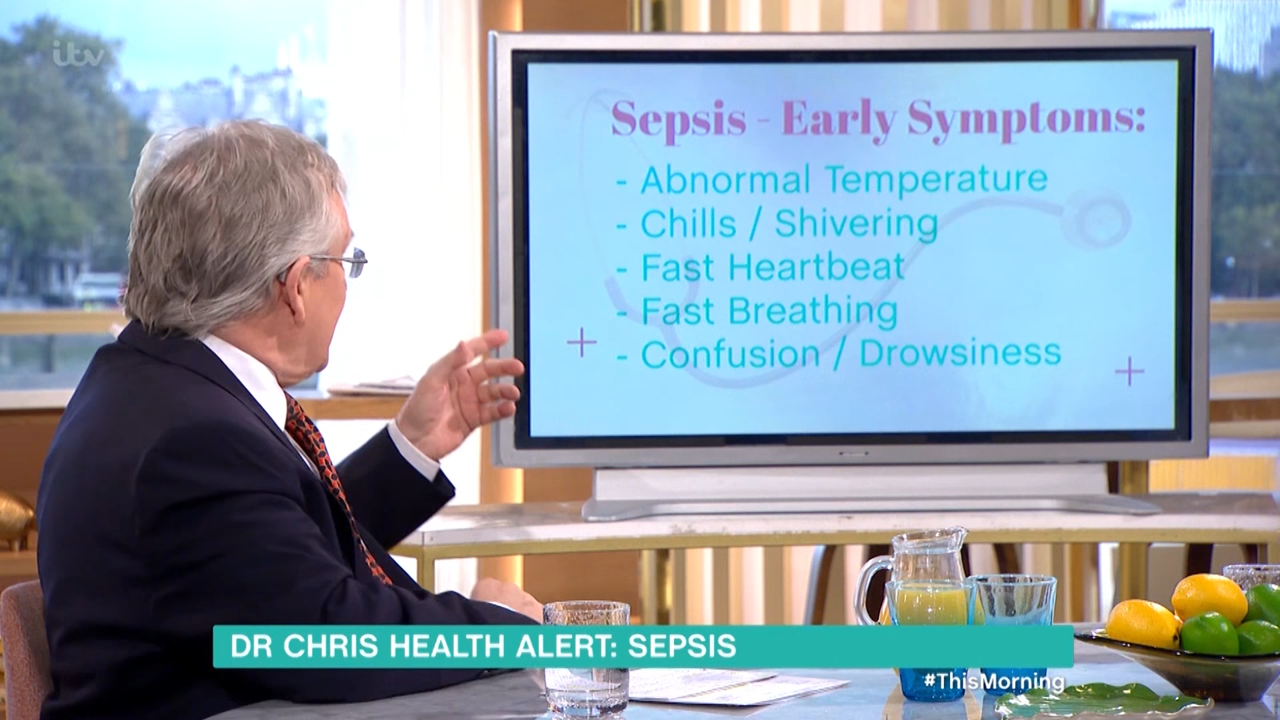 itv
Sepsis - Early Symptoms:
- Abnormal Temperature
- Chills / Shivering
- Fast Heartbeat
- Fast Breathing
- Confusion / Drowsiness
DR CHRIS HEALTH ALERT: SEPSIS
#ThisMorning